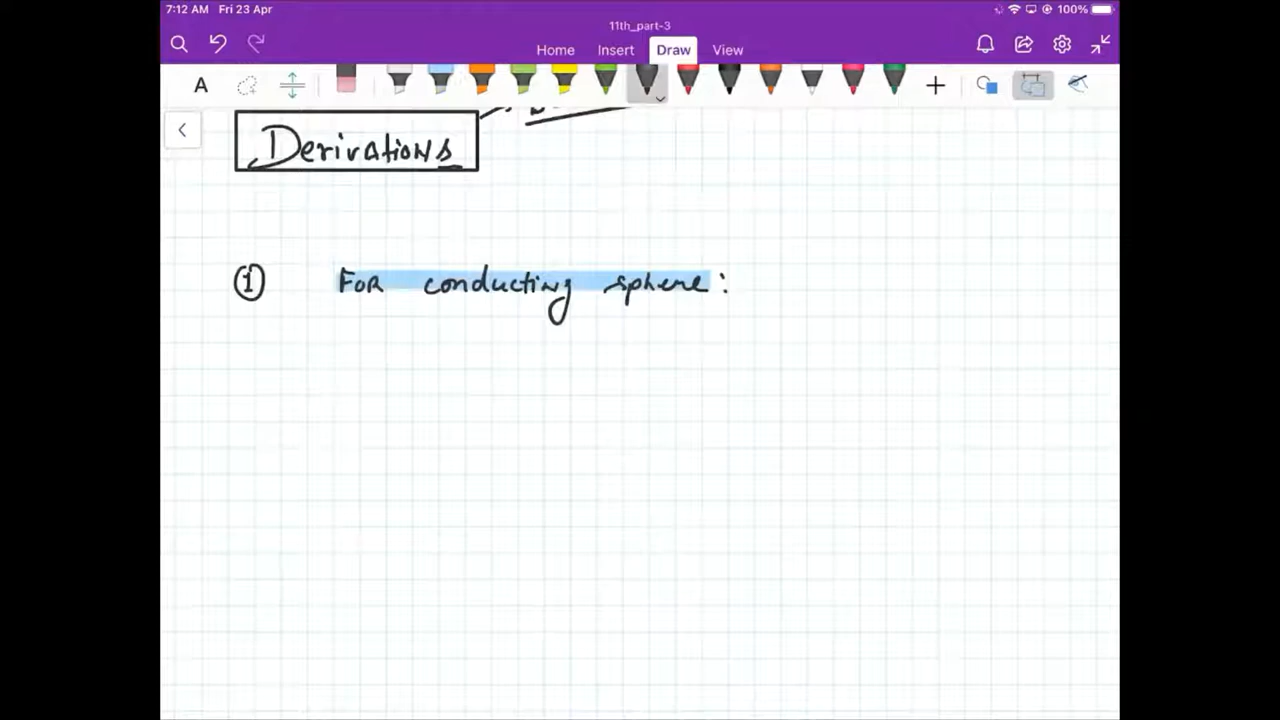 7:12 AM Fri 23 Apr
100%
11th_part-3
Home Insert Draw View
A
Derivations
① FOR conducting sphere: